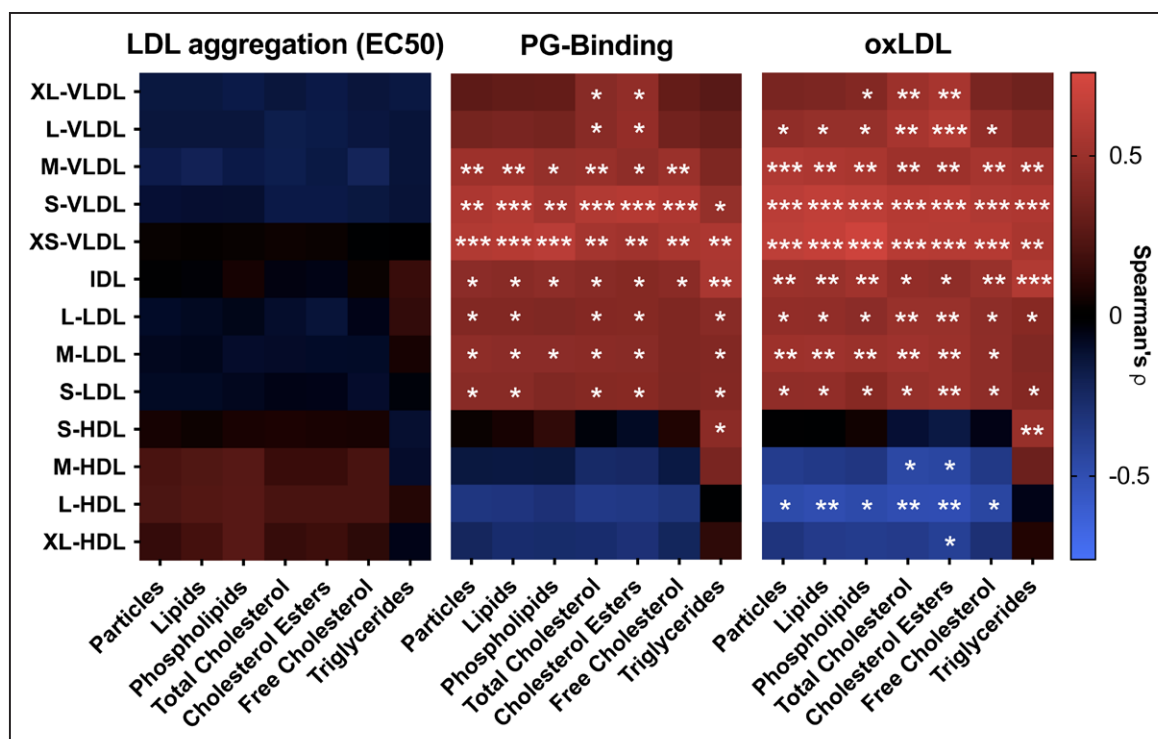 LDL aggregation (EC50) PG-Binding oxLDL
XL-VLDL * * * ** **
L-VLDL * * * * * ** *** *
M-VLDL ** ** * ** * ** *** *** ** ** ** ** **
S-VLDL ** *** ** *** *** *** * *** *** *** *** *** *** ***
XS-VLDL *** *** *** ** ** ** ** *** *** *** *** *** *** **
IDL * * * * * * ** ** ** ** * * ** ***
L-LDL * * * * * * * * ** ** * *
M-LDL * * * * * * ** ** ** ** ** *
S-LDL * * * * * * * * * ** * *
S-HDL * **
M-HDL * *
L-HDL * ** * ** ** *
XL-HDL *
0.5
0
-0.5
Spearman's ρ
Particles
Lipids
Phospholipids
Total Cholesterol
Cholesterol Esters
Free Cholesterol
Triglycerides
Particles
Lipids
Phospholipids
Total Cholesterol
Cholesterol Esters
Free Cholesterol
Triglycerides
Particles
Lipids
Phospholipids
Total Cholesterol
Cholesterol Esters
Free Cholesterol
Triglycerides